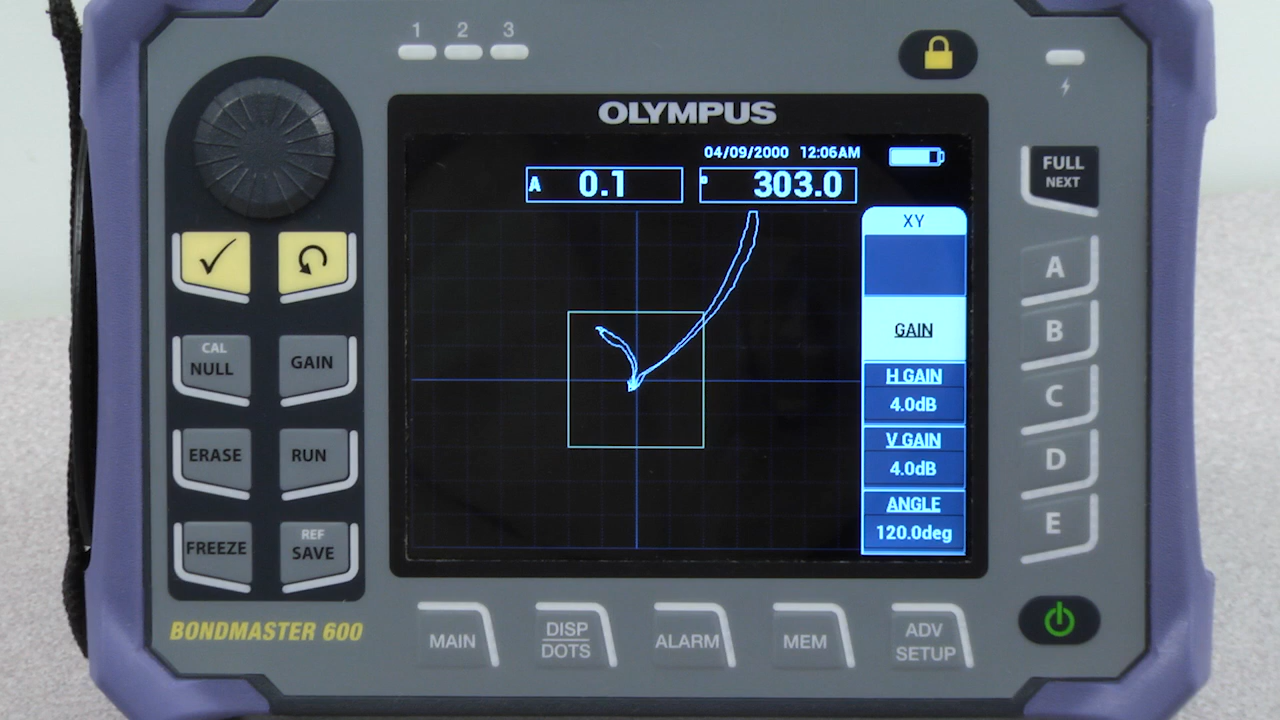 1 2 3
OLYMPUS
04/09/2000 12:06AM
A 0.1
303.0
XY
GAIN
H GAIN
4.0dB
V GAIN
4.0dB
ANGLE
120.0deg
CAL
NULL
GAIN
ERASE
RUN
FREEZE
REF
SAVE
BONDMASTER 600
FULL
NEXT
A
B
C
D
E
MAIN
DISP
DOTS
ALARM
MEM
ADV
SETUP